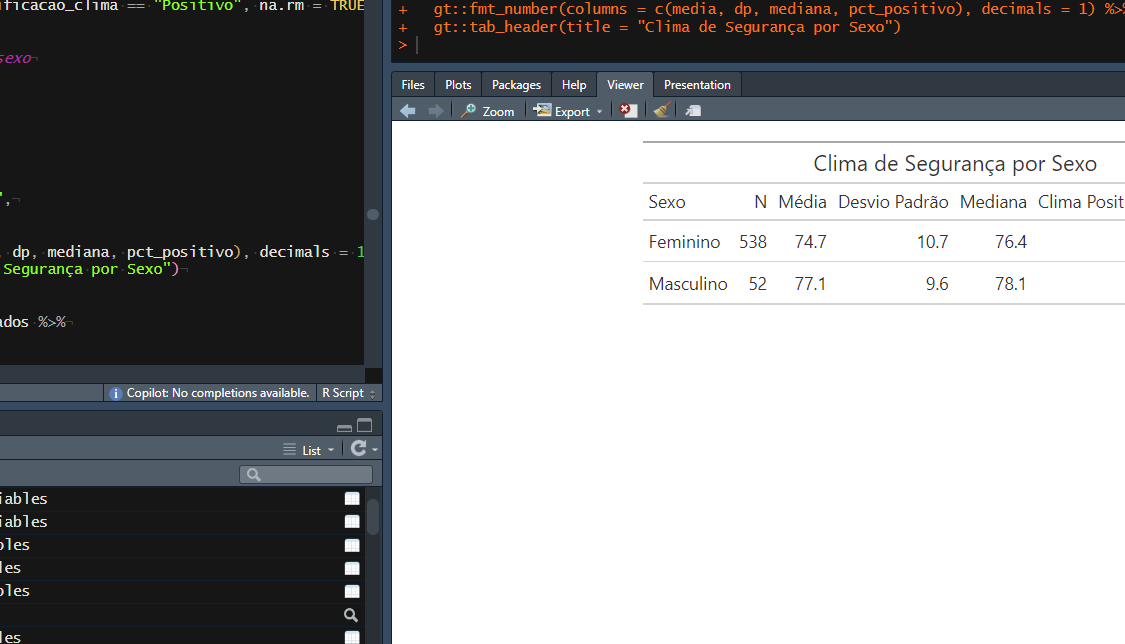 ificacao_clima == "Positivo", na.rm = TRUE
sexo
",
, dp, mediana, pct_positivo), decimals = 1
Segurança por Sexo")
ados %>%
Copilot: No completions available.
R Script
List
iables
iables
bles
les
bles
les
+ gt::fmt_number(columns = c(media, dp, mediana, pct_positivo), decimals = 1) %>%
+ gt::tab_header(title = "Clima de Segurança por Sexo")
>
Files Plots Packages Help Viewer Presentation
Zoom Export
Clima de Segurança por Sexo
Sexo N Média Desvio Padrão Mediana Clima Posit
Feminino 538 74.7 10.7 76.4
Masculino 52 77.1 9.6 78.1